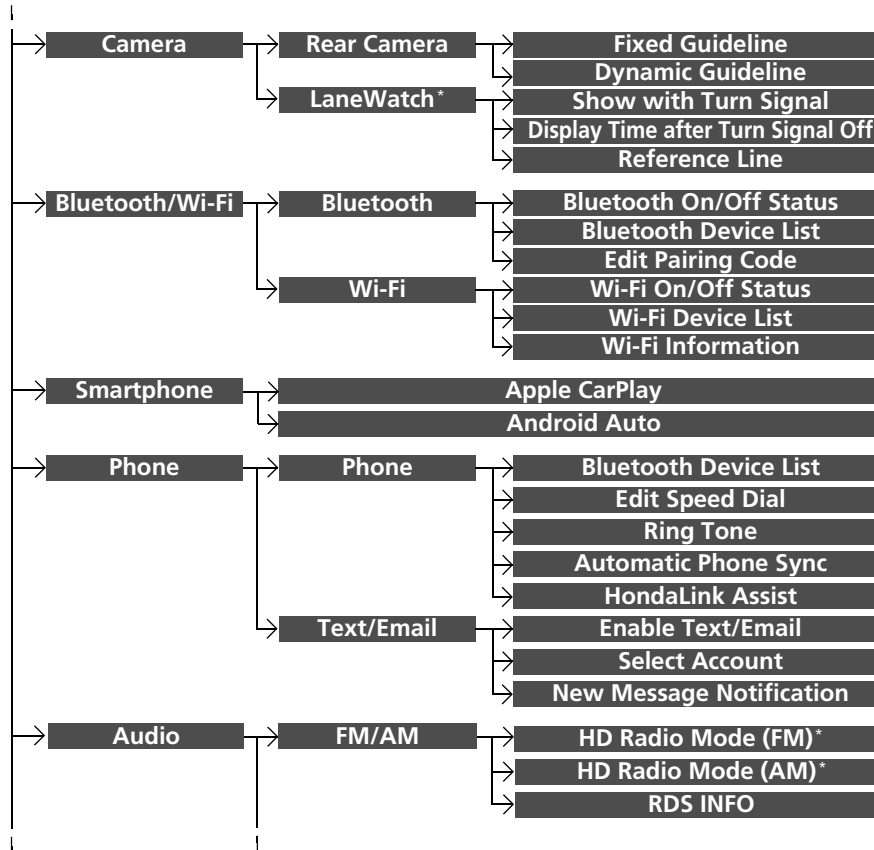 Camera
Rear Camera
Fixed Guideline
Dynamic Guideline
LaneWatch*
Show with Turn Signal
Display Time after Turn Signal Off
Reference Line
Bluetooth/Wi-Fi
Bluetooth
Bluetooth On/Off Status
Bluetooth Device List
Edit Pairing Code
Wi-Fi
Wi-Fi On/Off Status
Wi-Fi Device List
Wi-Fi Information
Smartphone
Apple CarPlay
Android Auto
Phone
Phone
Bluetooth Device List
Edit Speed Dial
Ring Tone
Automatic Phone Sync
HondaLink Assist
Text/Email
Enable Text/Email
Select Account
New Message Notification
Audio
FM/AM
HD Radio Mode (FM)*
HD Radio Mode (AM)*
RDS INFO